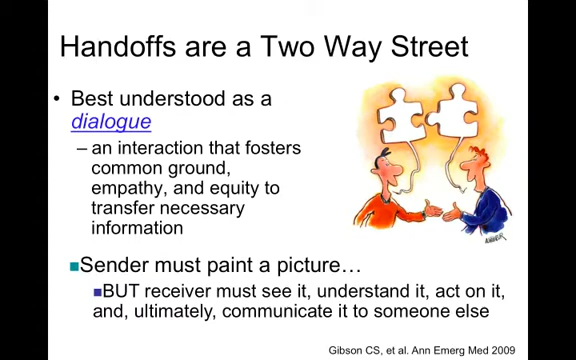 Handoffs are a Two Way Street
• Best understood as a
dialogue
– an interaction that fosters
common ground,
empathy, and equity to
transfer necessary
information
■Sender must paint a picture…
■BUT receiver must see it, understand it, act on it,
and, ultimately, communicate it to someone else
Gibson CS, et al. Ann Emerg Med 2009